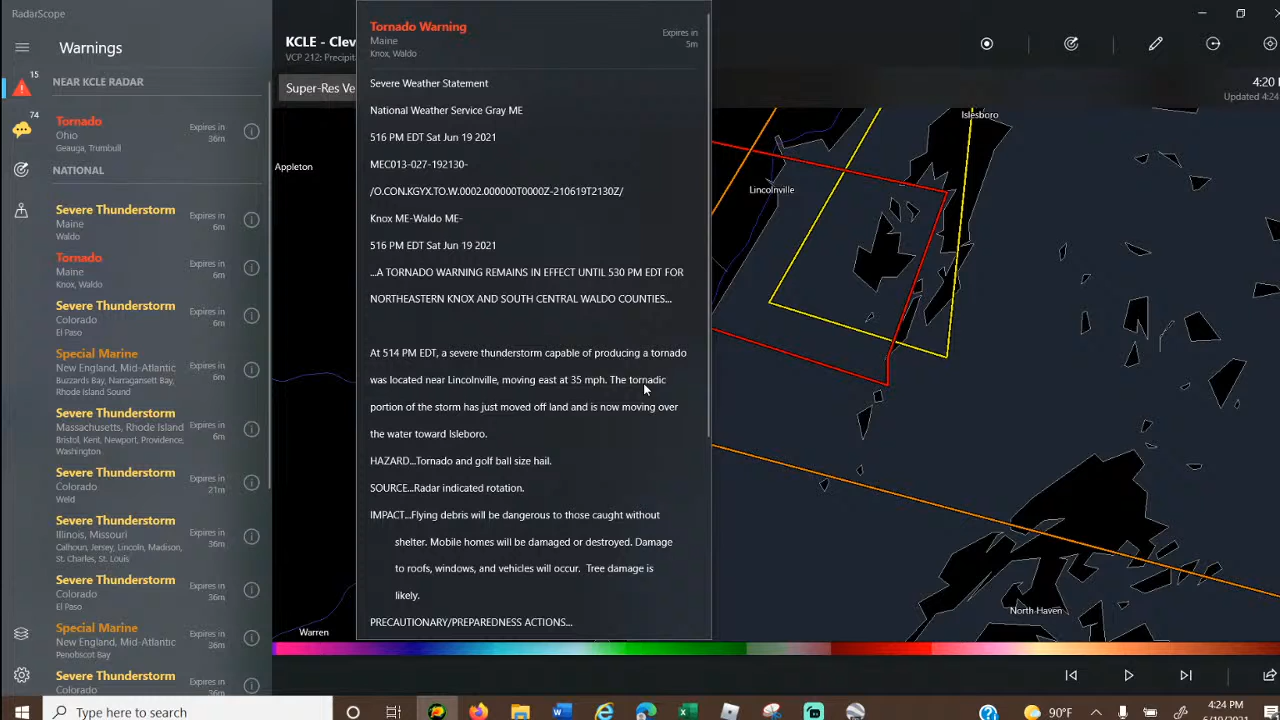 RadarScope
Warnings
15
NEAR KCLE RADAR
74
Tornado
Ohio
Geauga, Trumbull
Expires in
36m
NATIONAL
Severe Thunderstorm
Maine
Waldo
Expires in
6m
Tornado
Maine
Knox, Waldo
Expires in
6m
Severe Thunderstorm
Colorado
El Paso
Expires in
6m
Special Marine
New England, Mid-Atlantic
Buzzards Bay, Narragansett Bay,
Rhode Island Sound
Expires in
6m
Severe Thunderstorm
Massachusetts, Rhode Island
Bristol, Kent, Newport, Providence,
Washington
Expires in
6m
Severe Thunderstorm
Colorado
Weld
Expires in
21m
Severe Thunderstorm
Illinois, Missouri
Calhoun, Jersey, Lincoln, Madison,
St. Charles, St. Louis
Expires in
36m
Severe Thunderstorm
Colorado
El Paso
Expires in
36m
Special Marine
New England, Mid-Atlantic
Penobscot Bay
Expires in
36m
Severe Thunderstorm
Colorado
Expires in
36m
KCLE - Clev
VCP 212: Precipit
Super-Res Ve
Tornado Warning
Maine
Knox, Waldo
Expires in
5m
Severe Weather Statement
National Weather Service Gray ME
516 PM EDT Sat Jun 19 2021
MEC013-027-192130-
/O.CON.KGYX.TO.W.0002.000000T0000Z-210619T2130Z/
Knox ME-Waldo ME-
516 PM EDT Sat Jun 19 2021
...A TORNADO WARNING REMAINS IN EFFECT UNTIL 530 PM EDT FOR
NORTHEASTERN KNOX AND SOUTH CENTRAL WALDO COUNTIES...
At 514 PM EDT, a severe thunderstorm capable of producing a tornado
was located near Lincolnville, moving east at 35 mph. The tornadic
portion of the storm has just moved off land and is now moving over
the water toward Isleboro.
HAZARD...Tornado and golf ball size hail.
SOURCE...Radar indicated rotation.
IMPACT...Flying debris will be dangerous to those caught without
shelter. Mobile homes will be damaged or destroyed. Damage
to roofs, windows, and vehicles will occur. Tree damage is
likely.
PRECAUTIONARY/PREPAREDNESS ACTIONS...
4:20
Updated 4:24
Appleton
Lincolnville
Islesboro
North Haven
Warren
Type here to search
90°F
4:24 PM